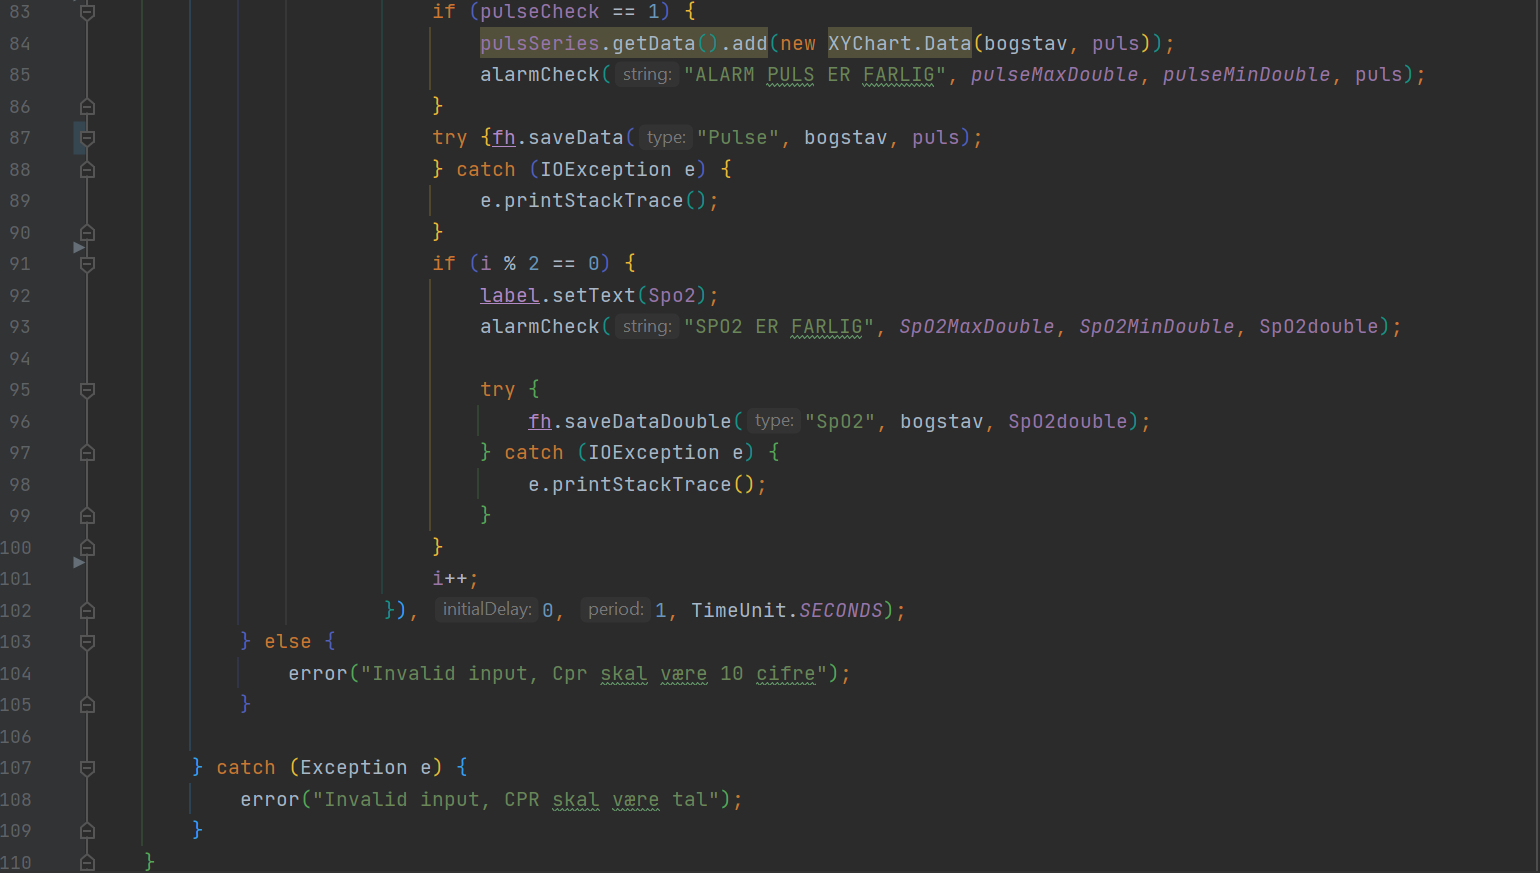 83 if (pulseCheck == 1) {
84 pulsSeries.getData().add(new XYChart.Data(bogstav, puls));
85 alarmCheck( string: "ALARM PULS ER FARLIG", pulseMaxDouble, pulseMinDouble, puls);
86 }
87 try {fh.saveData( type: "Pulse", bogstav, puls);
88 } catch (IOException e) {
89 e.printStackTrace();
90 }
91 if (i % 2 == 0) {
92 label.setText(Spo2);
93 alarmCheck( string: "SPO2 ER FARLIG", SpO2MaxDouble, SpO2MinDouble, SpO2double);
94
95 try {
96 fh.saveDataDouble( type: "SpO2", bogstav, SpO2double);
97 } catch (IOException e) {
98 e.printStackTrace();
99 }
100 }
101 i++;
102 }), initialDelay: 0, period: 1, TimeUnit.SECONDS);
103 } else {
104 error("Invalid input, Cpr skal være 10 cifre");
105 }
106
107 } catch (Exception e) {
108 error("Invalid input, CPR skal være tal");
109 }
110 }